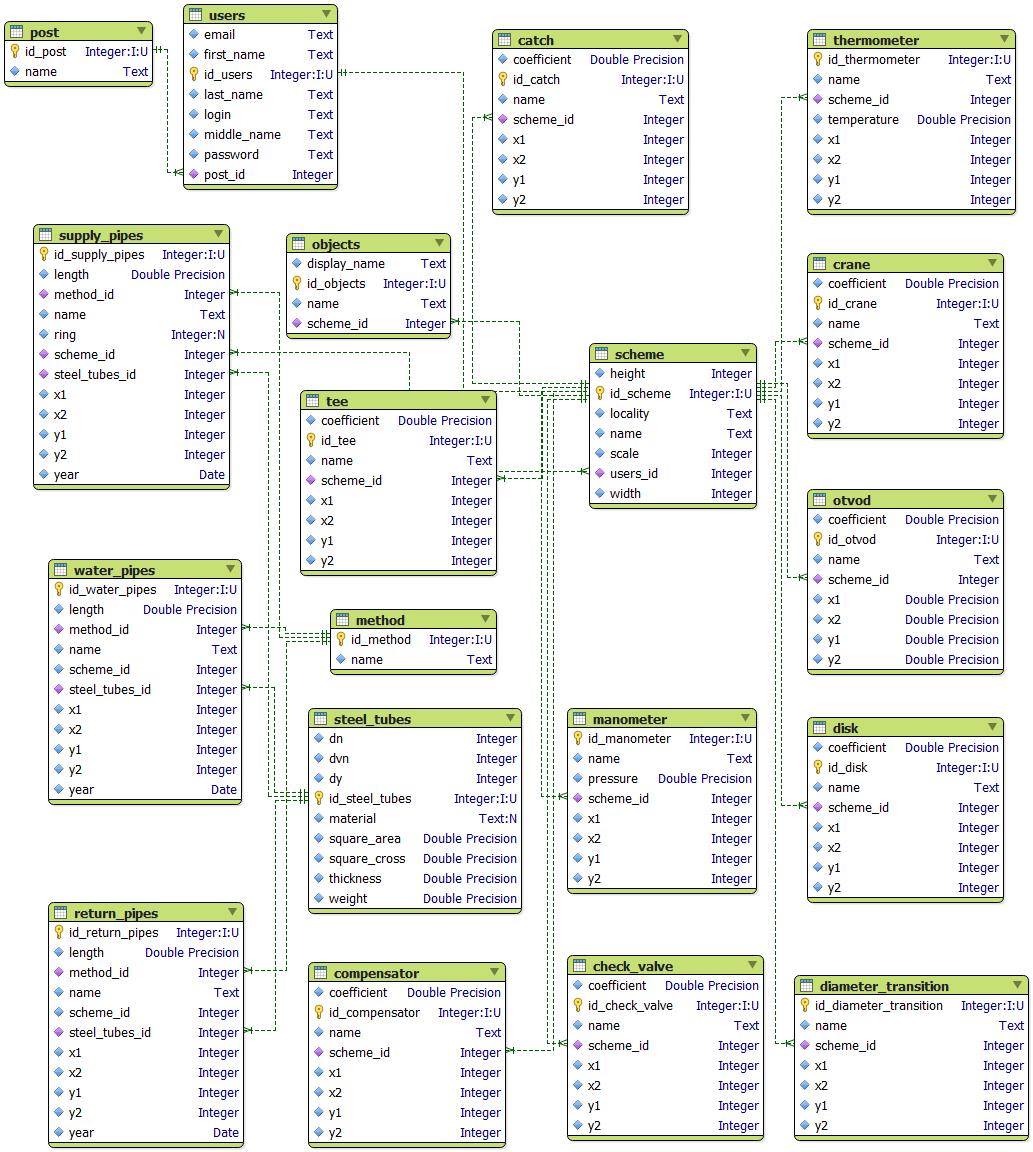 post
id_post Integer:I:U
name Text
users
email Text
first_name Text
id_users Integer:I:U
last_name Text
login Text
middle_name Text
password Text
post_id Integer
catch
coefficient Double Precision
id_catch Integer:I:U
name Text
scheme_id Integer
x1 Integer
x2 Integer
y1 Integer
y2 Integer
thermometer
id_thermometer Integer:I:U
name Text
scheme_id Integer
temperature Double Precision
x1 Integer
x2 Integer
y1 Integer
y2 Integer
supply_pipes
id_supply_pipes Integer:I:U
length Double Precision
method_id Integer
name Text
ring Integer:N
scheme_id Integer
steel_tubes_id Integer
x1 Integer
x2 Integer
y1 Integer
y2 Integer
year Date
objects
display_name Text
id_objects Integer:I:U
name Text
scheme_id Integer
crane
coefficient Double Precision
id_crane Integer:I:U
name Text
scheme_id Integer
x1 Integer
x2 Integer
y1 Integer
y2 Integer
scheme
height Integer
id_scheme Integer:I:U
locality Text
name Text
scale Integer
users_id Integer
width Integer
tee
coefficient Double Precision
id_tee Integer:I:U
name Text
scheme_id Integer
x1 Integer
x2 Integer
y1 Integer
y2 Integer
otvod
coefficient Double Precision
id_otvod Integer:I:U
name Text
scheme_id Integer
x1 Double Precision
x2 Double Precision
y1 Double Precision
y2 Double Precision
water_pipes
id_water_pipes Integer:I:U
length Double Precision
method_id Integer
name Text
scheme_id Integer
steel_tubes_id Integer
x1 Integer
x2 Integer
y1 Integer
y2 Integer
year Date
method
id_method Integer:I:U
name Text
steel_tubes
dn Integer
dvn Integer
dy Integer
id_steel_tubes Integer:I:U
material Text:N
square_area Double Precision
square_cross Double Precision
thickness Double Precision
weight Double Precision
manometer
id_manometer Integer:I:U
name Text
pressure Double Precision
scheme_id Integer
x1 Integer
x2 Integer
y1 Integer
y2 Integer
disk
coefficient Double Precision
id_disk Integer:I:U
name Text
scheme_id Integer
x1 Integer
x2 Integer
y1 Integer
y2 Integer
return_pipes
id_return_pipes Integer:I:U
length Double Precision
method_id Integer
name Text
scheme_id Integer
steel_tubes_id Integer
x1 Integer
x2 Integer
y1 Integer
y2 Integer
year Date
compensator
coefficient Double Precision
id_compensator Integer:I:U
name Text
scheme_id Integer
x1 Integer
x2 Integer
y1 Integer
y2 Integer
check_valve
coefficient Double Precision
id_check_valve Integer:I:U
name Text
scheme_id Integer
x1 Integer
x2 Integer
y1 Integer
y2 Integer
diameter_transition
id_diameter_transition Integer:I:U
name Text
scheme_id Integer
x1 Integer
x2 Integer
y1 Integer
y2 Integer